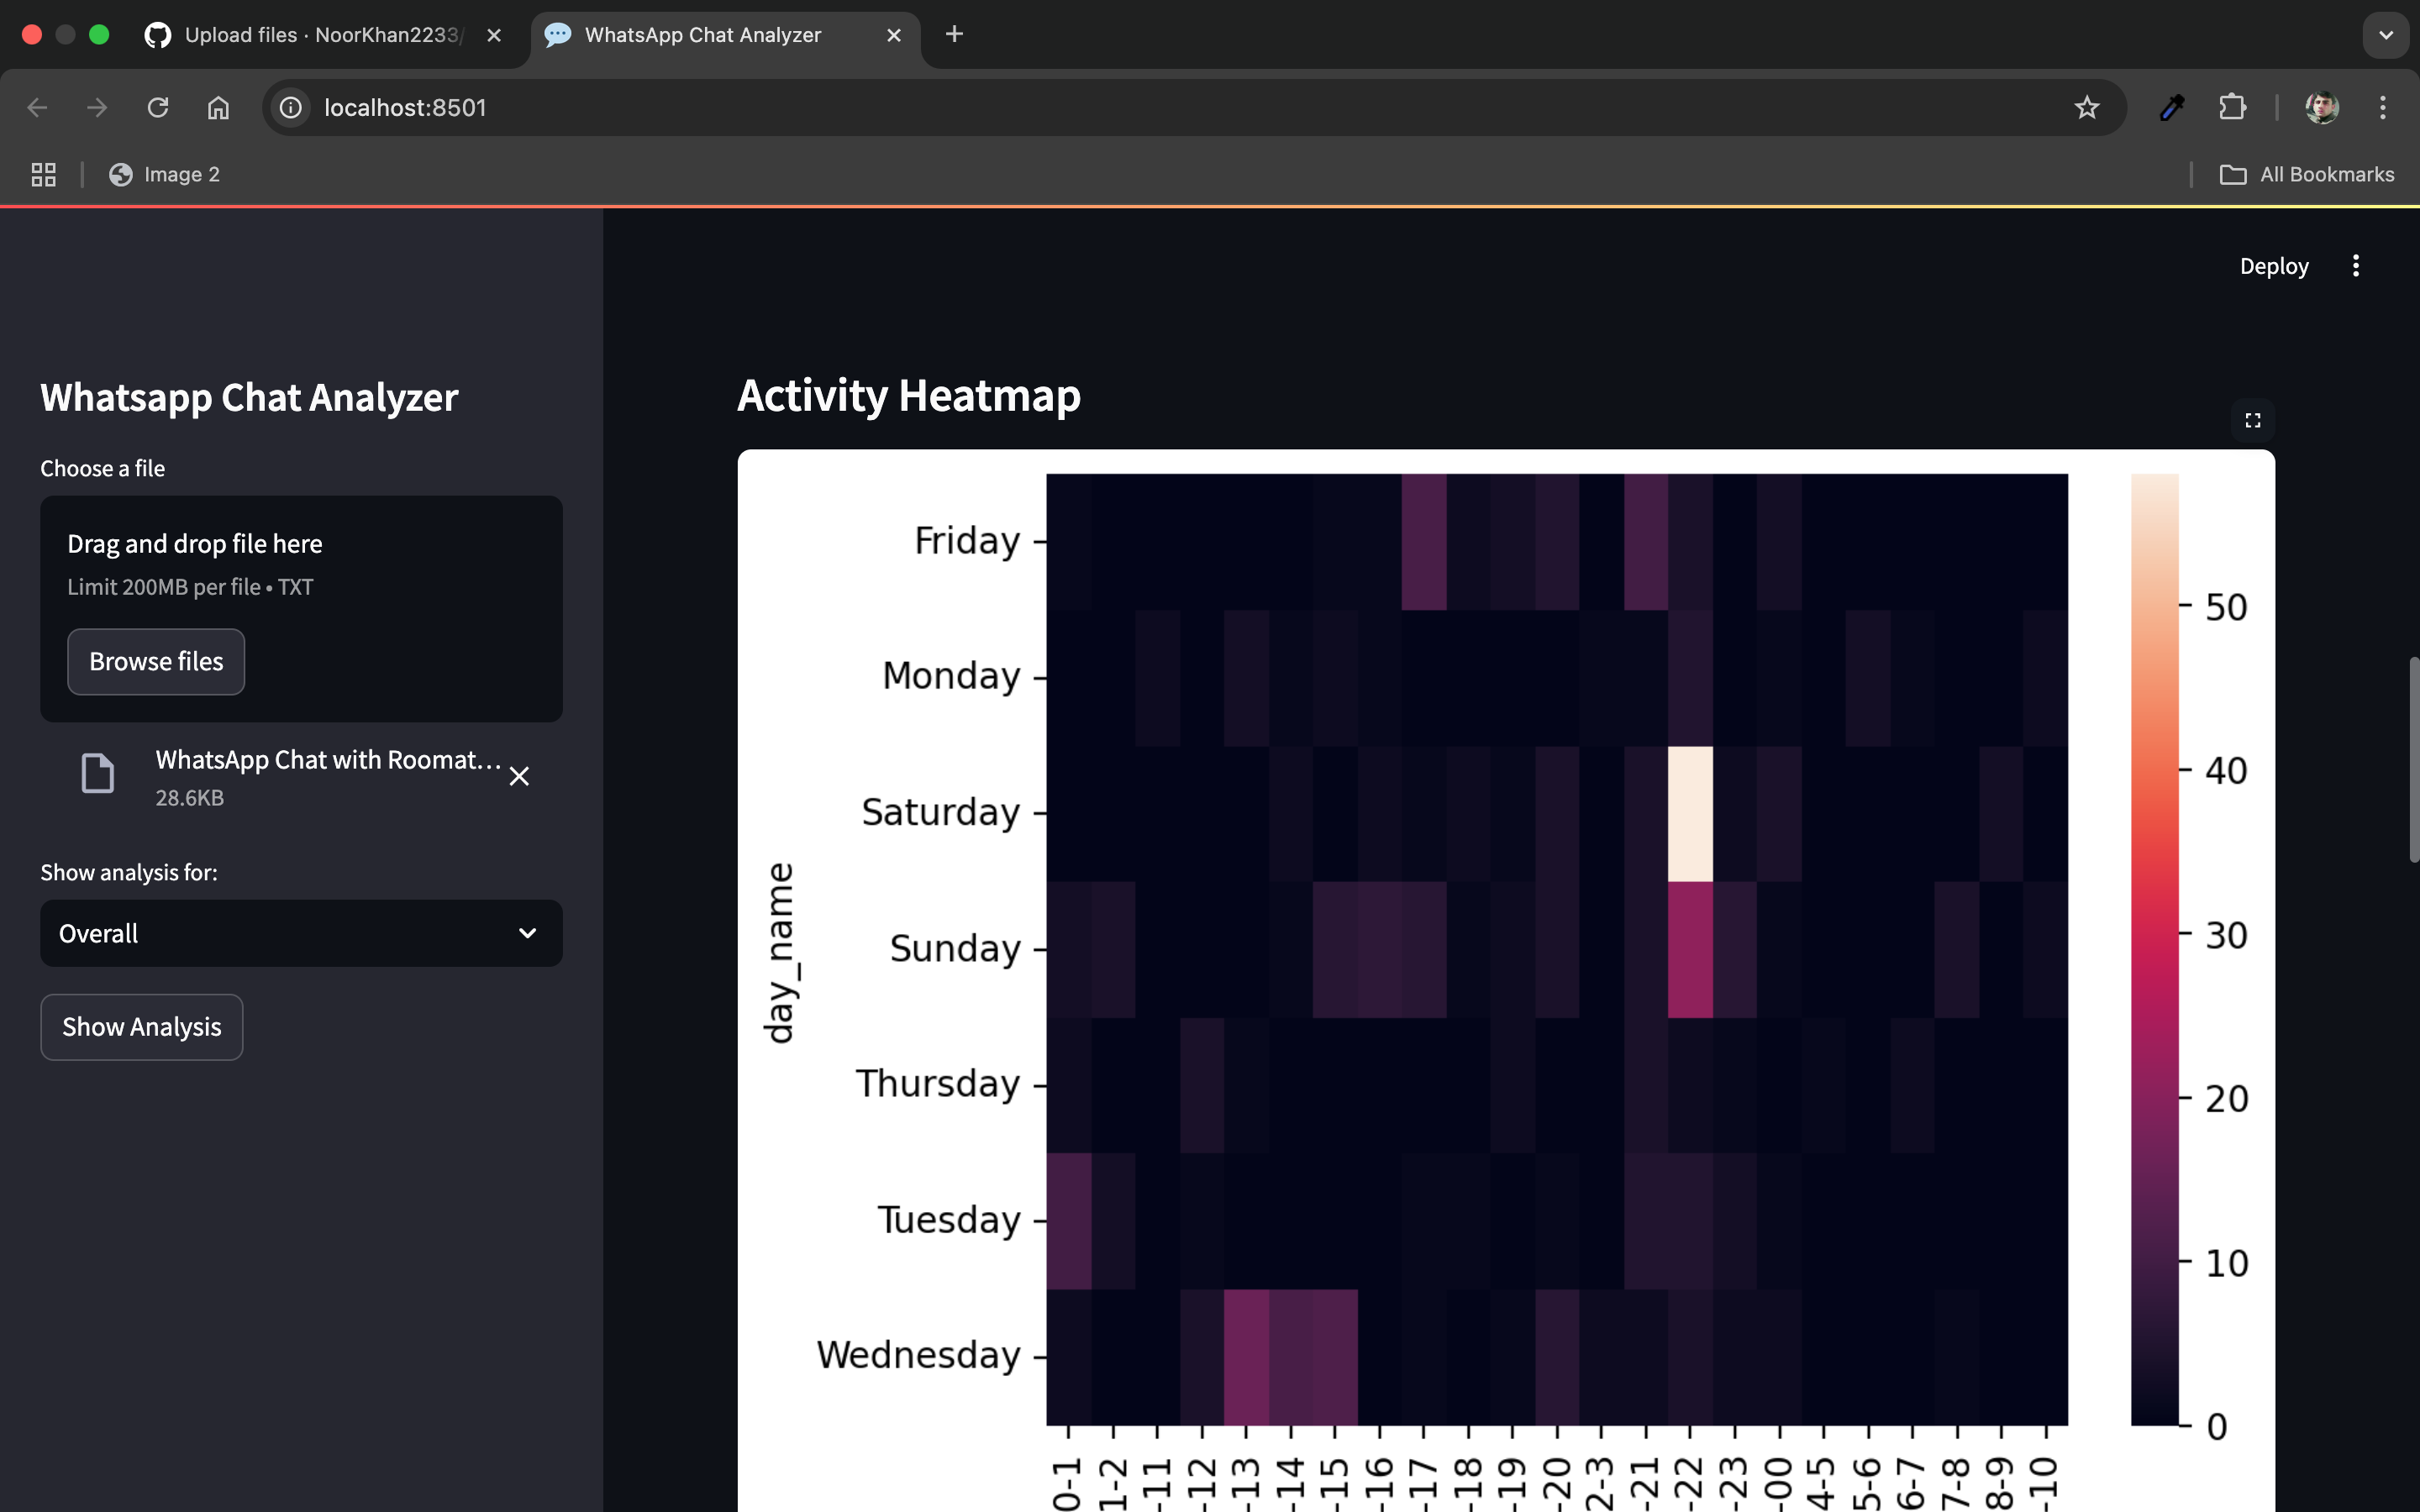 Upload files · NoorKhan2233/
WhatsApp Chat Analyzer
localhost:8501
Image 2
All Bookmarks
Deploy
Whatsapp Chat Analyzer
Choose a file
Drag and drop file here
Limit 200MB per file • TXT
Browse files
WhatsApp Chat with Roomat...
28.6KB
Show analysis for:
Overall
Show Analysis
Activity Heatmap
day_name
Friday
Monday
Saturday
Sunday
Thursday
Tuesday
Wednesday
0-1
1-2
-11
-12
-13
-14
-15
-16
-17
-18
-19
-20
2-3
-21
-22
-23
-00
4-5
5-6
6-7
7-8
8-9
-10
50
40
30
20
10
0